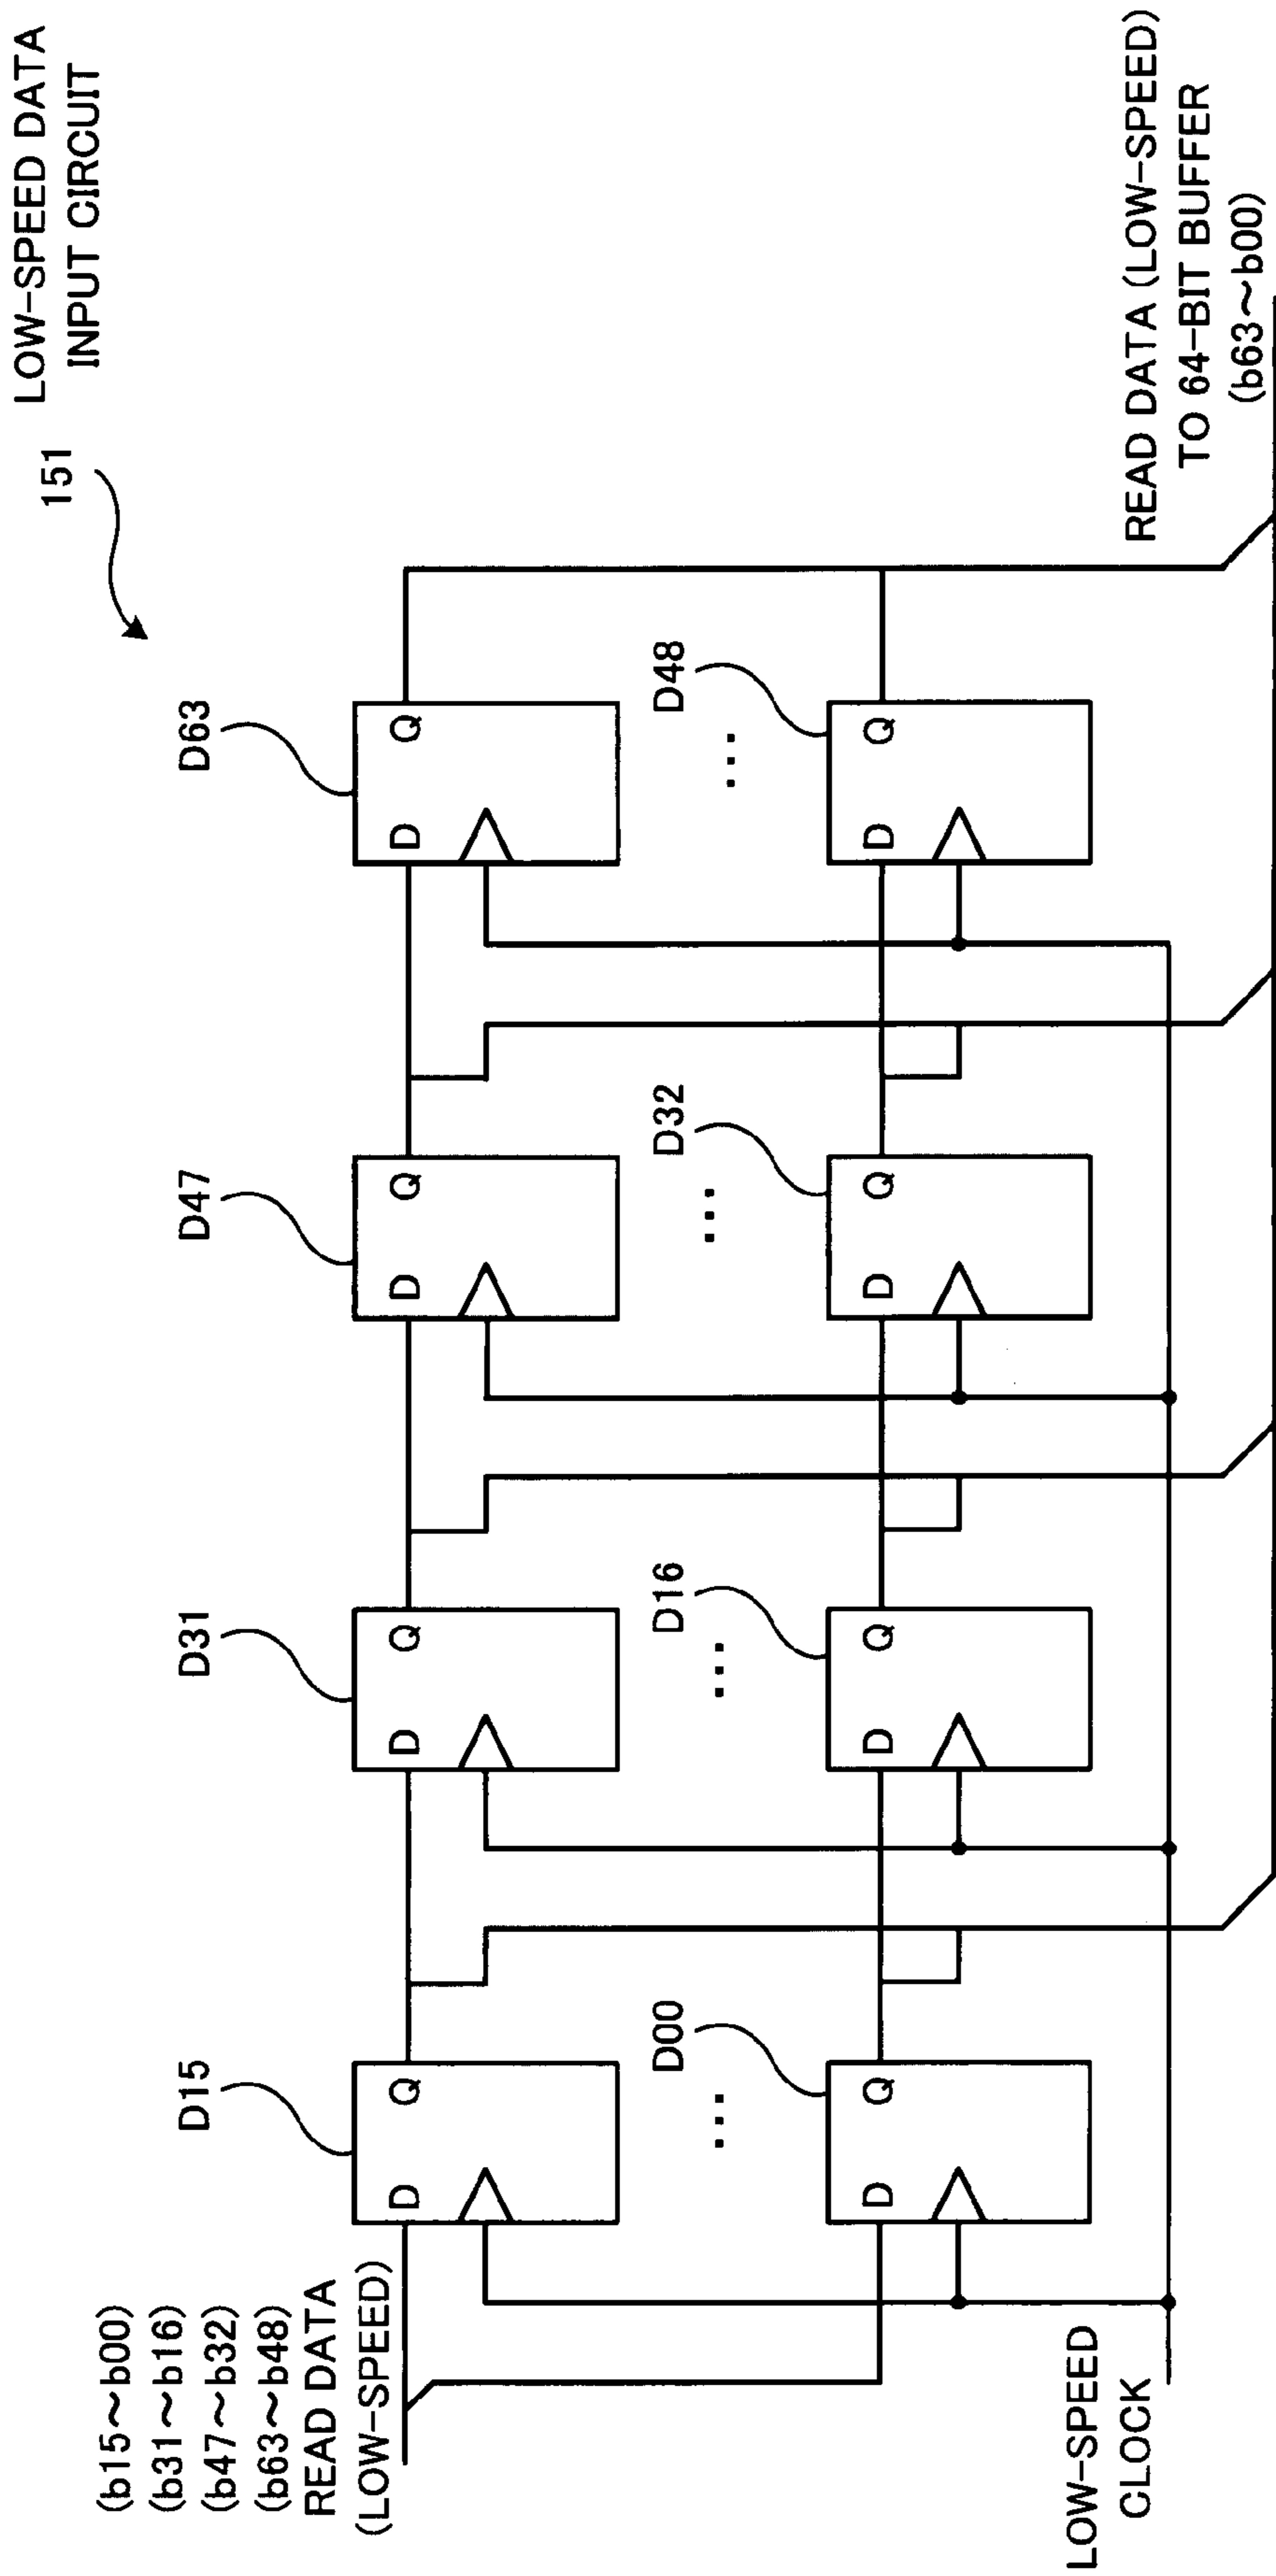 LOW-SPEED DATA
INPUT CIRCUIT
151
(b15~b00)
(b31~b16)
(b47~b32)
(b63~b48)
READ DATA
(LOW-SPEED)
D15
D31
D47
D63
D Q
D Q
D Q
D Q
D00
D16
D32
D48
...
...
...
...
D Q
D Q
D Q
D Q
LOW-SPEED
CLOCK
READ DATA (LOW-SPEED)
TO 64-BIT BUFFER
(b63~b00)